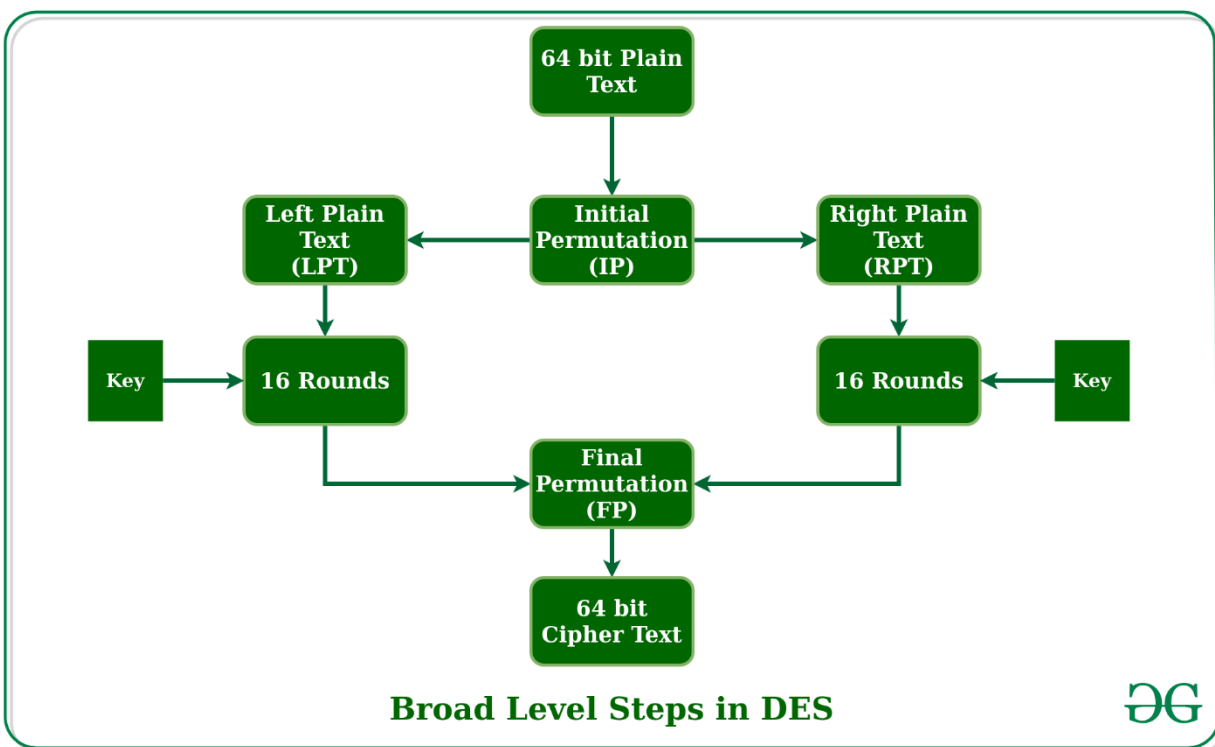 64 bit Plain
Text
Left Plain
Text
(LPT)
Initial
Permutation
(IP)
Right Plain
Text
(RPT)
Key
16 Rounds
16 Rounds
Key
Final
Permutation
(FP)
64 bit
Cipher Text
Broad Level Steps in DES